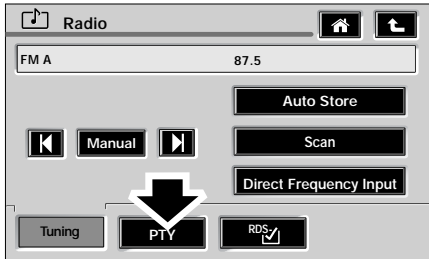 Radio
FM A 87.5
Auto Store
Manual Scan
Direct Frequency Input
Tuning PTY RDS